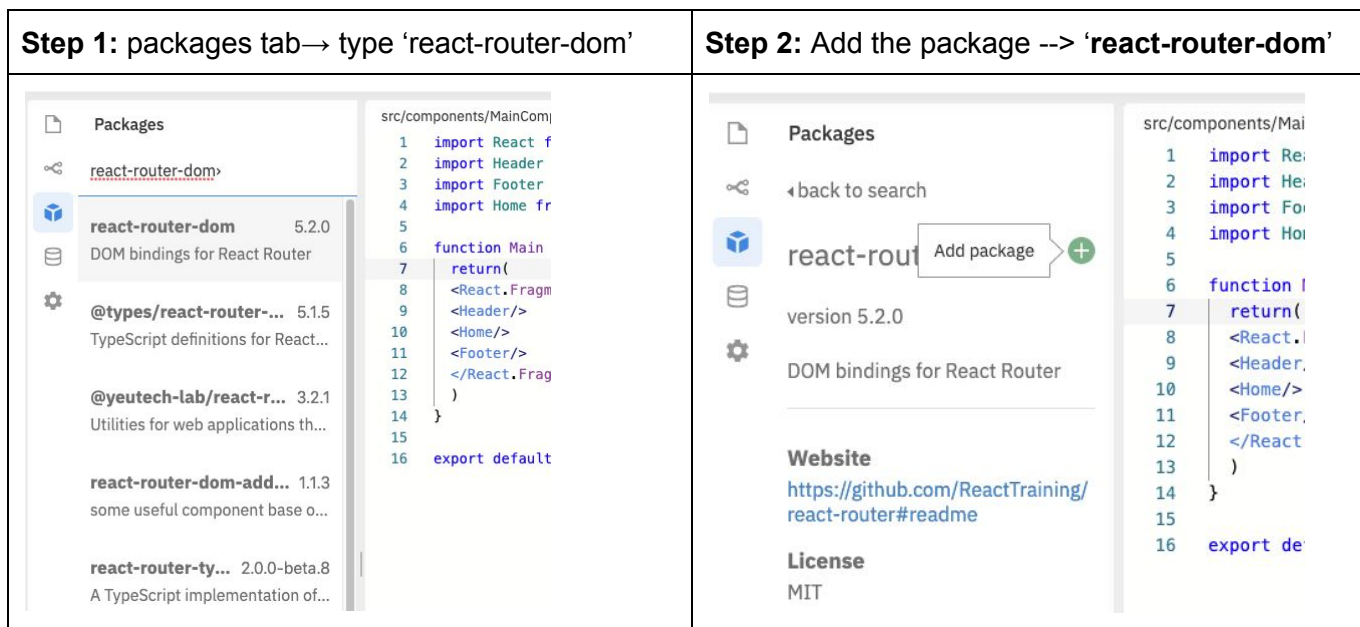 Step 1: packages tab→ type ‘react-router-dom’
Packages
react-router-dom›
react-router-dom 5.2.0
DOM bindings for React Router
@types/react-router-... 5.1.5
TypeScript definitions for React...
@yeutech-lab/react-r... 3.2.1
Utilities for web applications th...
react-router-dom-add... 1.1.3
some useful component base o...
react-router-ty... 2.0.0-beta.8
A TypeScript implementation of...
src/components/MainCom
1 import React f
2 import Header
3 import Footer
4 import Home fr
5
6 function Main
7 return(
8 <React.Fragm
9 <Header/>
10 <Home/>
11 <Footer/>
12 </React.Frag
13 )
14 }
15
16 export default
Step 2: Add the package --> ‘react-router-dom’
Packages
back to search
react-rout
Add package
version 5.2.0
DOM bindings for React Router
Website
https://github.com/ReactTraining/
react-router#readme
License
MIT
src/components/Mai
1 import Rea
2 import Hea
3 import Foo
4 import Hom
5
6 function M
7 return(
8 <React.
9 <Header
10 <Home/>
11 <Footer
12 </React
13 )
14 }
15
16 export de